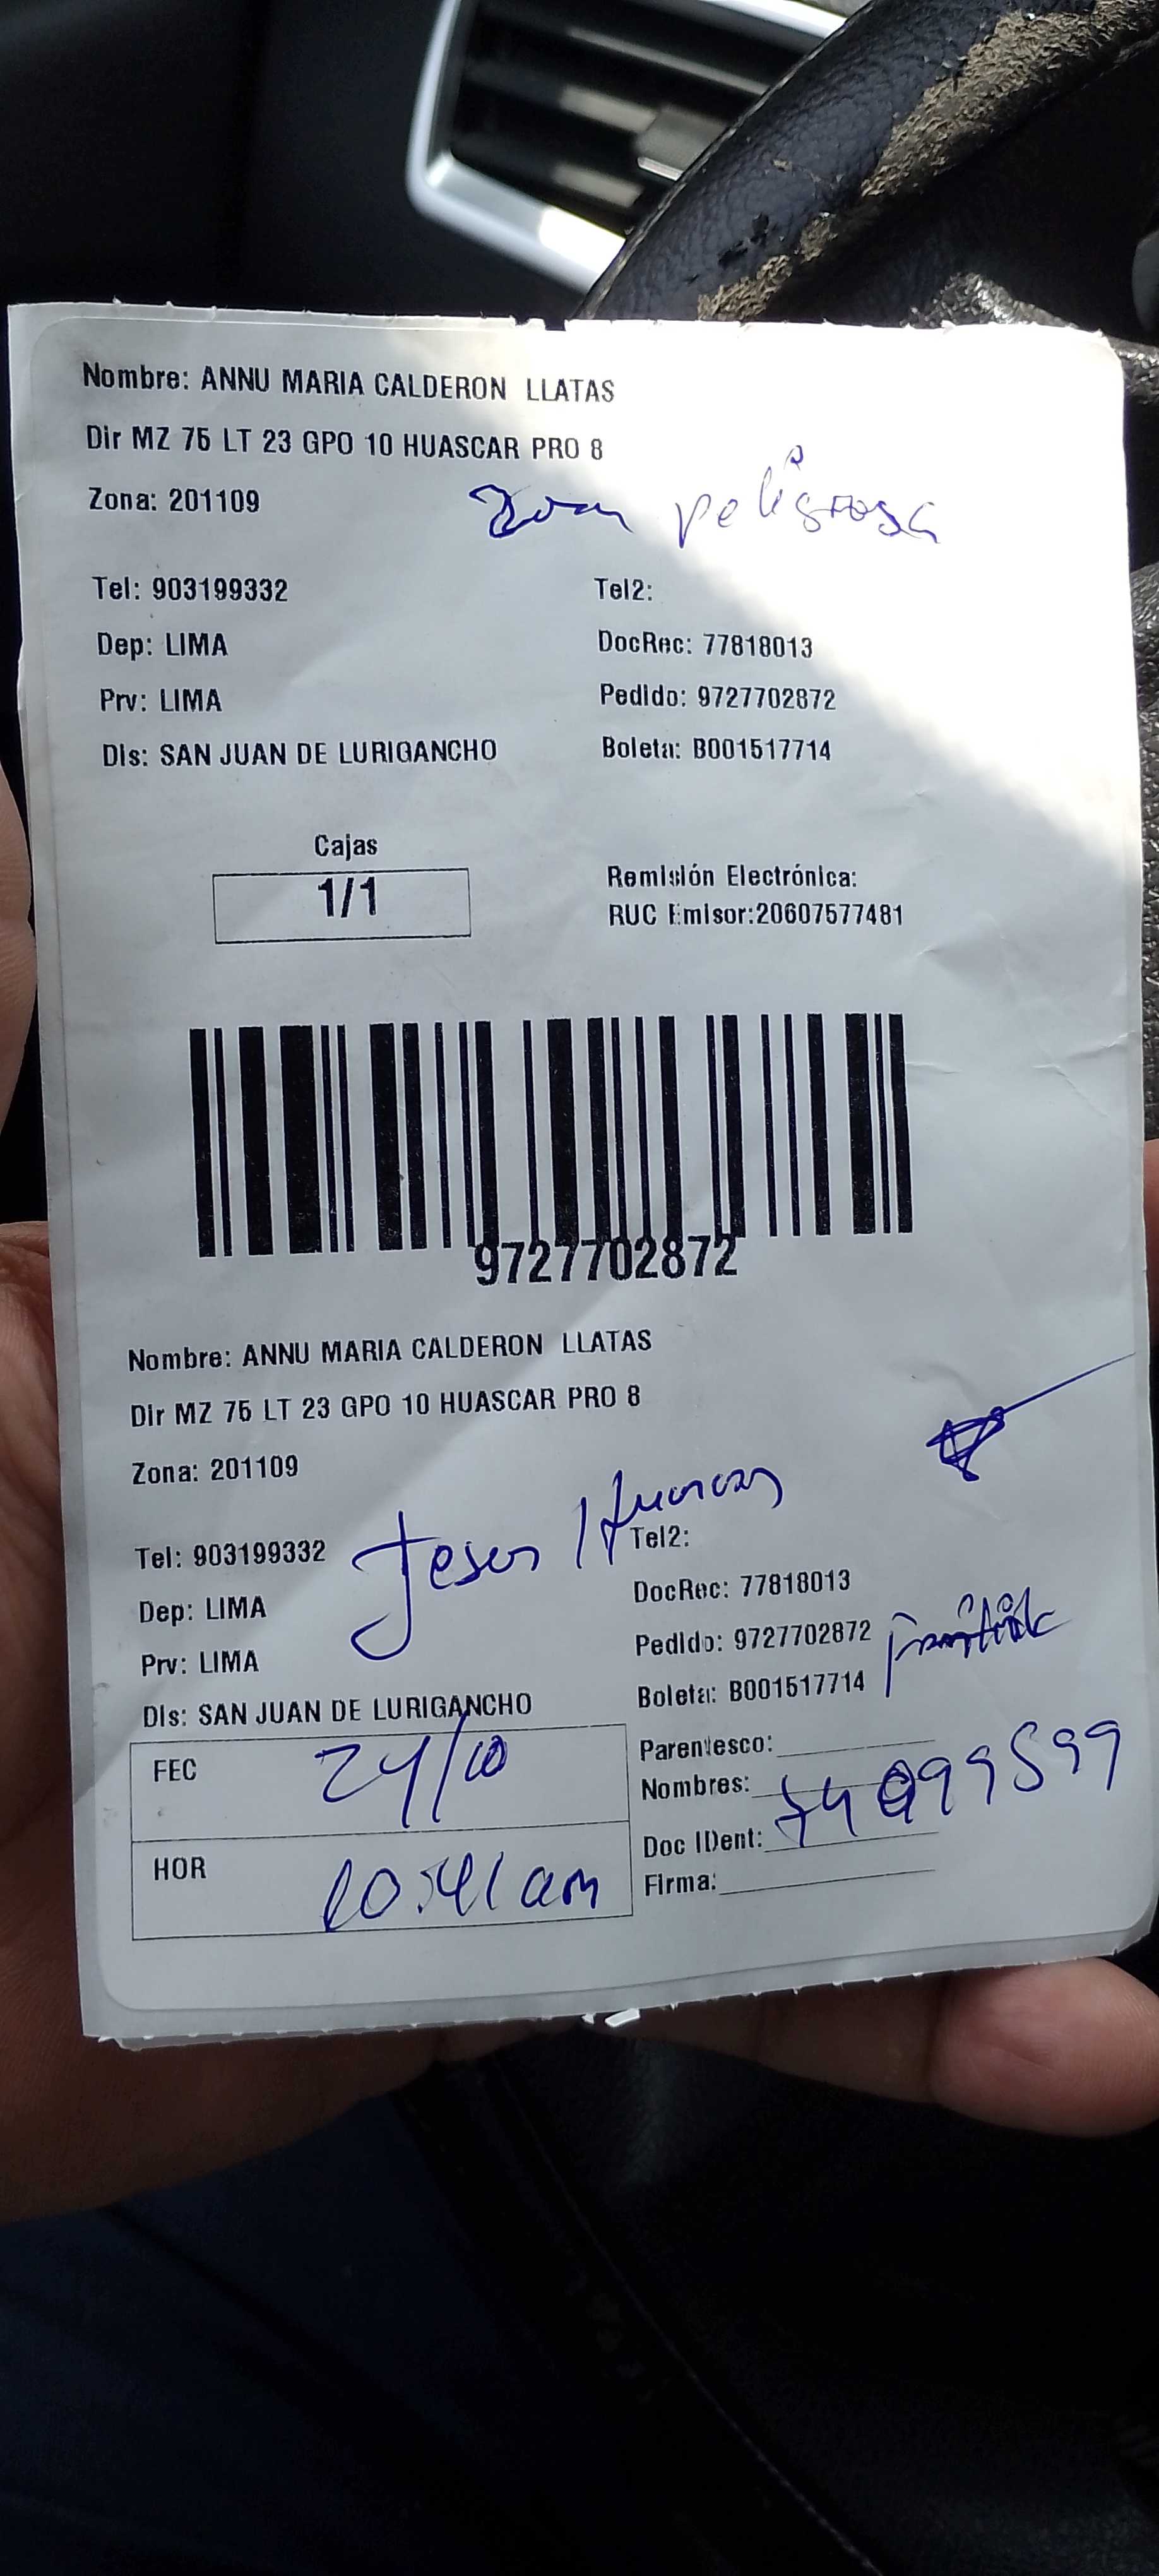 Nombre: ANNU MARIA CALDERON LLATAS
Dir MZ 75 LT 23 GPO 10 HUASCAR PRO 8
Zona: 201109
Zona peligrosa
Tel: 903199332 Tel2:
Dep: LIMA DocRec: 77818013
Prv: LIMA Pedido: 9727702872
Dis: SAN JUAN DE LURIGANCHO Boleta: B001517714
Cajas
1/1
Remisión Electrónica:
RUC Emisor:20607577481
9727702872
Nombre: ANNU MARIA CALDERON LLATAS
Dir MZ 75 LT 23 GPO 10 HUASCAR PRO 8
Zona: 201109
Jesus
Tel: 903199332 Tel2:
Dep: LIMA DocRec: 77818013
Prv: LIMA Pedido: 9727702872
Dis: SAN JUAN DE LURIGANCHO Boleta: B001517714
FEC 24/10
HOR 10:41 am
Parentesco:
Nombres:
Doc IDent: 74099599
Firma: